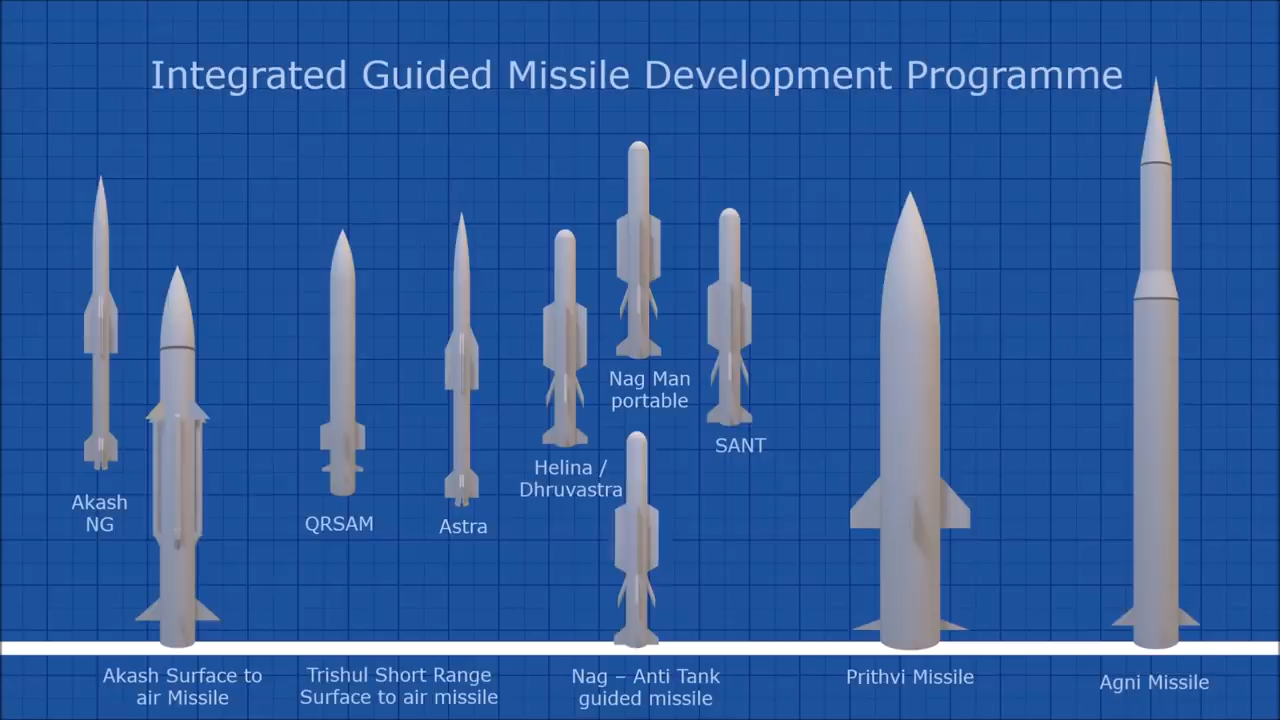 Integrated Guided Missile Development Programme
Nag Man
portable
SANT
Helina /
Dhruvastra
Akash
NG
QRSAM
Astra
Akash Surface to
air Missile
Trishul Short Range
Surface to air missile
Nag – Anti Tank
guided missile
Prithvi Missile
Agni Missile